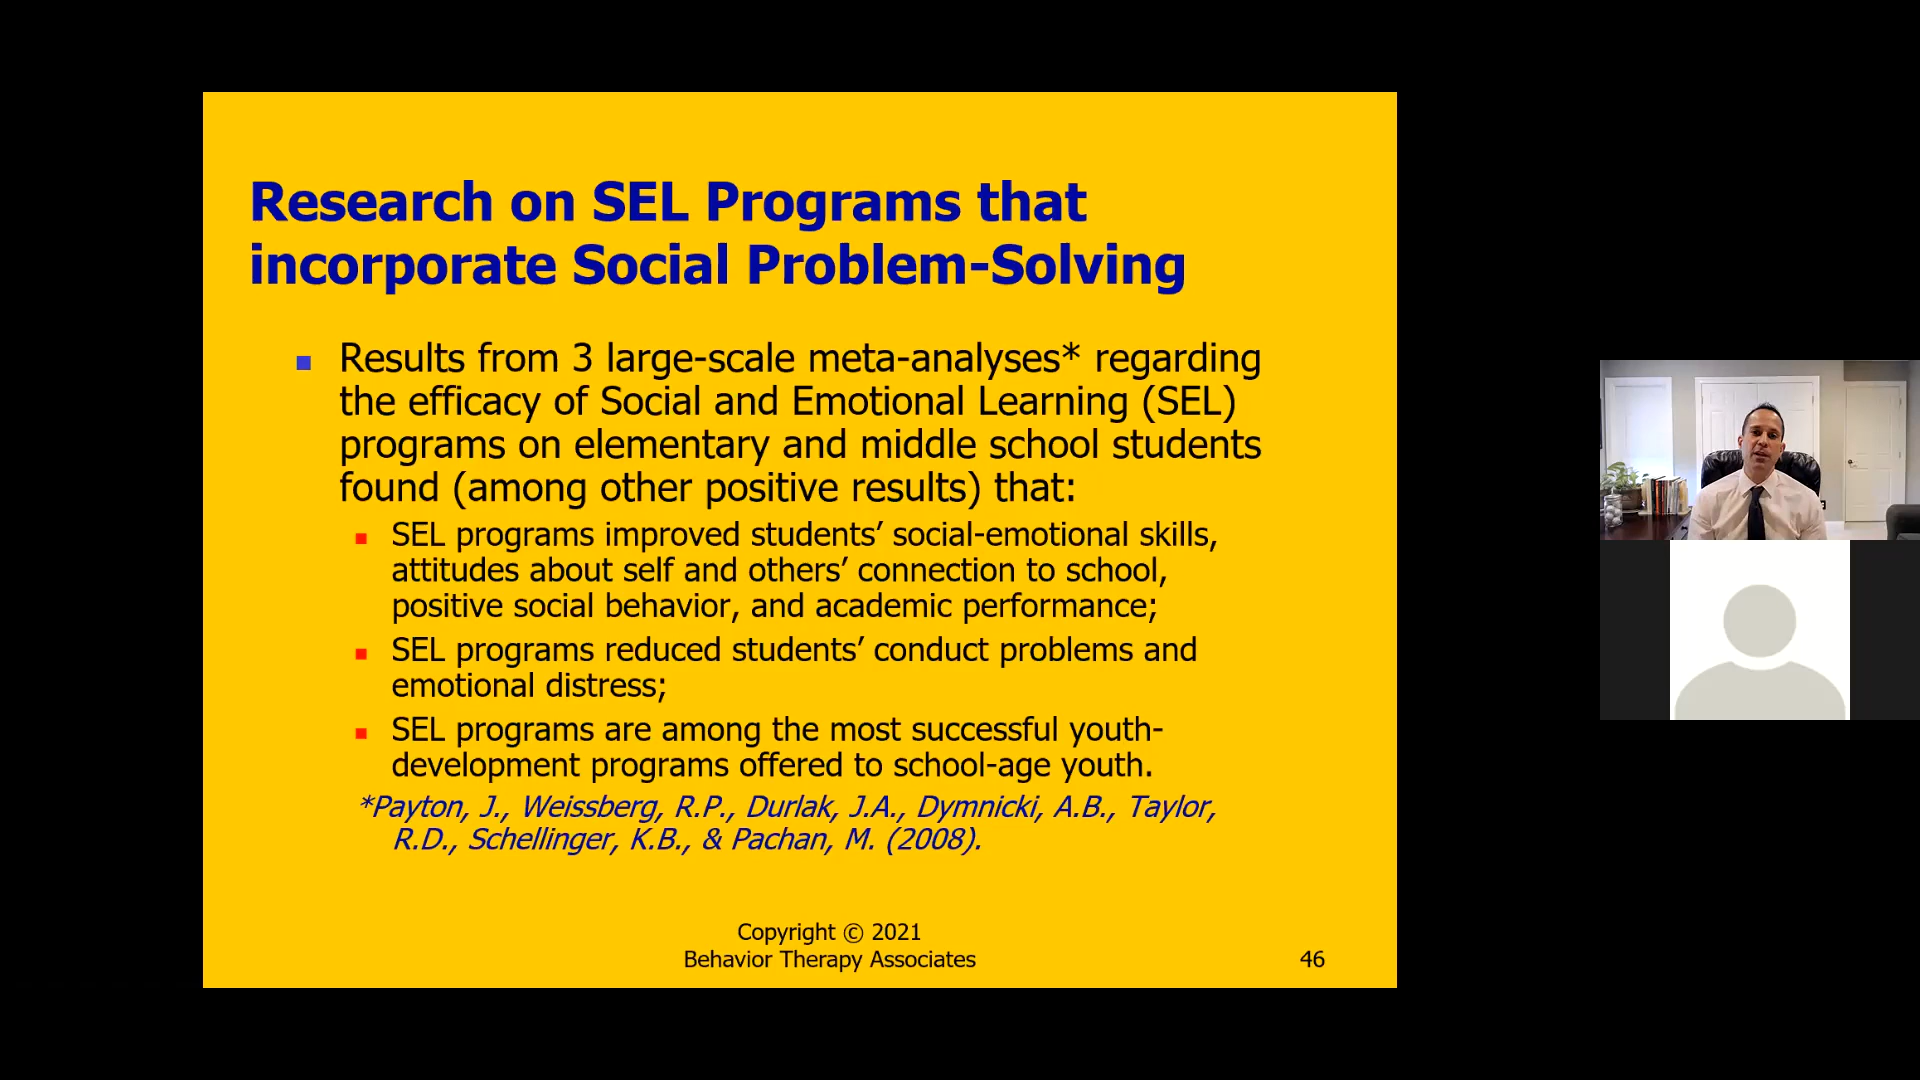 Research on SEL Programs that
incorporate Social Problem-Solving
Results from 3 large-scale meta-analyses* regarding
the efficacy of Social and Emotional Learning (SEL)
programs on elementary and middle school students
found (among other positive results) that:
SEL programs improved students’ social-emotional skills,
attitudes about self and others’ connection to school,
positive social behavior, and academic performance;
SEL programs reduced students’ conduct problems and
emotional distress;
SEL programs are among the most successful youth-
development programs offered to school-age youth.
*Payton, J., Weissberg, R.P., Durlak, J.A., Dymnicki, A.B., Taylor,
R.D., Schellinger, K.B., & Pachan, M. (2008).
Copyright © 2021
Behavior Therapy Associates
46